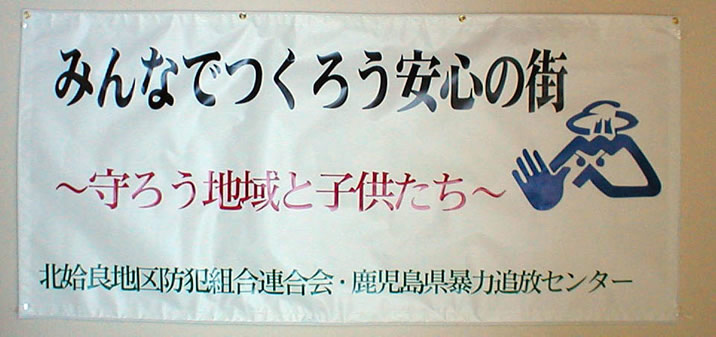 みんなでつくろう安心の街
～守ろう地域と子供たち～
北姶良地区防犯組合連合会・鹿児島県暴力追放センター